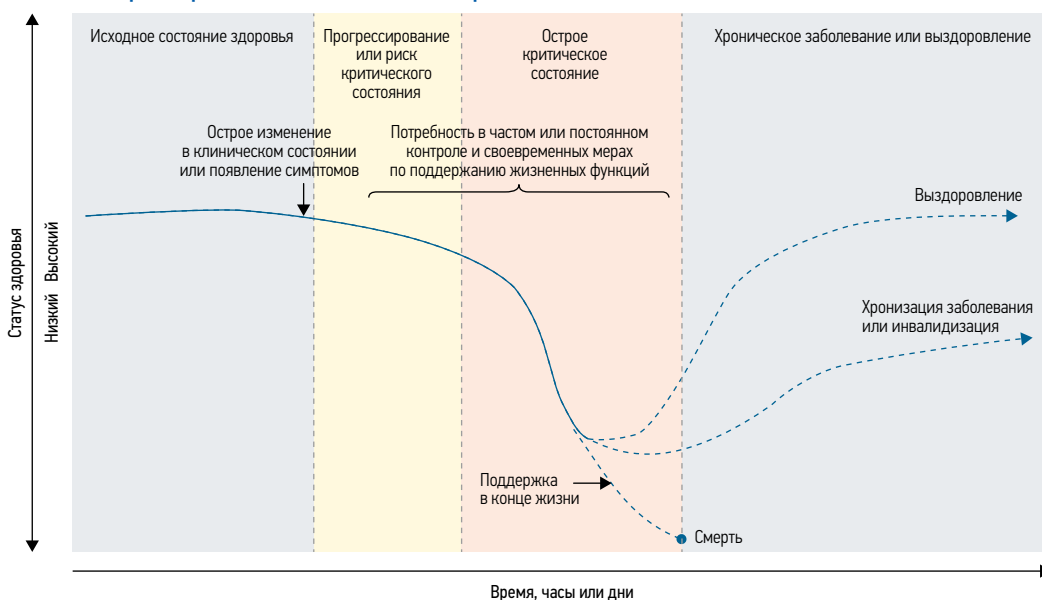 Исходное состояние здоровья
Прогрессирование
или риск
критического
состояния
Острое
критическое
состояние
Хроническое заболевание или выздоровление
Острое изменение
в клиническом состоянии
или появление симптомов
Потребность в частом или постоянном
контроле и своевременных мерах
по поддержанию жизненных функций
Выздоровление
Хронизация заболевания
или инвалидизация
Поддержка
в конце жизни
Смерть
Статус здоровья
Низкий Высокий
Время, часы или дни